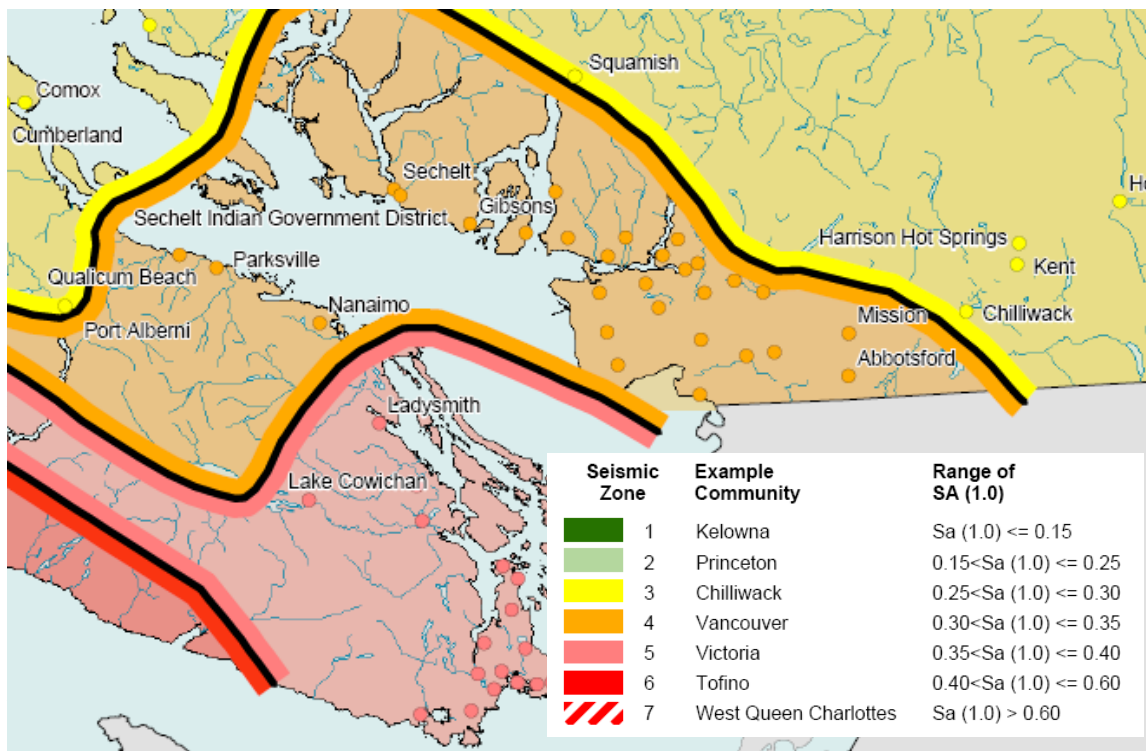 Squamish
Comox
Cumberland
Sechelt
Sechelt Indian Government District
Gibsons
Harrison Hot Springs
Kent
Parksville
Qualicum Beach
Nanaimo
Port Alberni
Mission
Chilliwack
Abbotsford
Ladysmith
Lake Cowichan
Seismic Zone Example Community Range of SA (1.0)
1 Kelowna Sa (1.0) <= 0.15
2 Princeton 0.15<Sa (1.0) <= 0.25
3 Chilliwack 0.25<Sa (1.0) <= 0.30
4 Vancouver 0.30<Sa (1.0) <= 0.35
5 Victoria 0.35<Sa (1.0) <= 0.40
6 Tofino 0.40<Sa (1.0) <= 0.60
7 West Queen Charlottes Sa (1.0) > 0.60